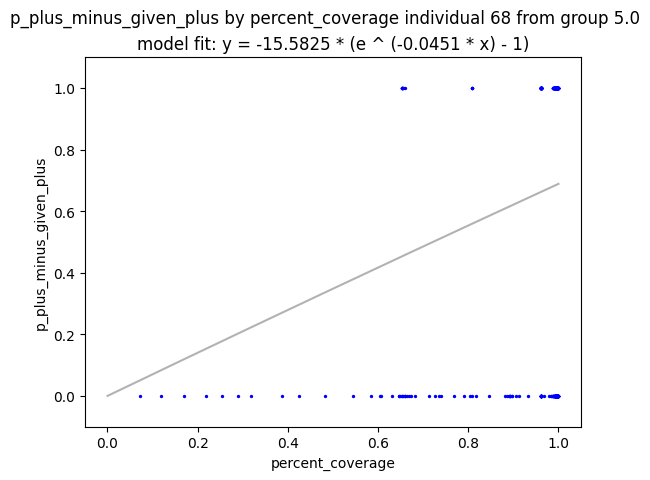 p_plus_minus_given_plus by percent_coverage individual 68 from group 5.0
model fit: y = -15.5825 * (e ^ (-0.0451 * x) - 1)
1.0
0.8
0.6
0.4
0.2
0.0
p_plus_minus_given_plus
0.0 0.2 0.4 0.6 0.8 1.0
percent_coverage